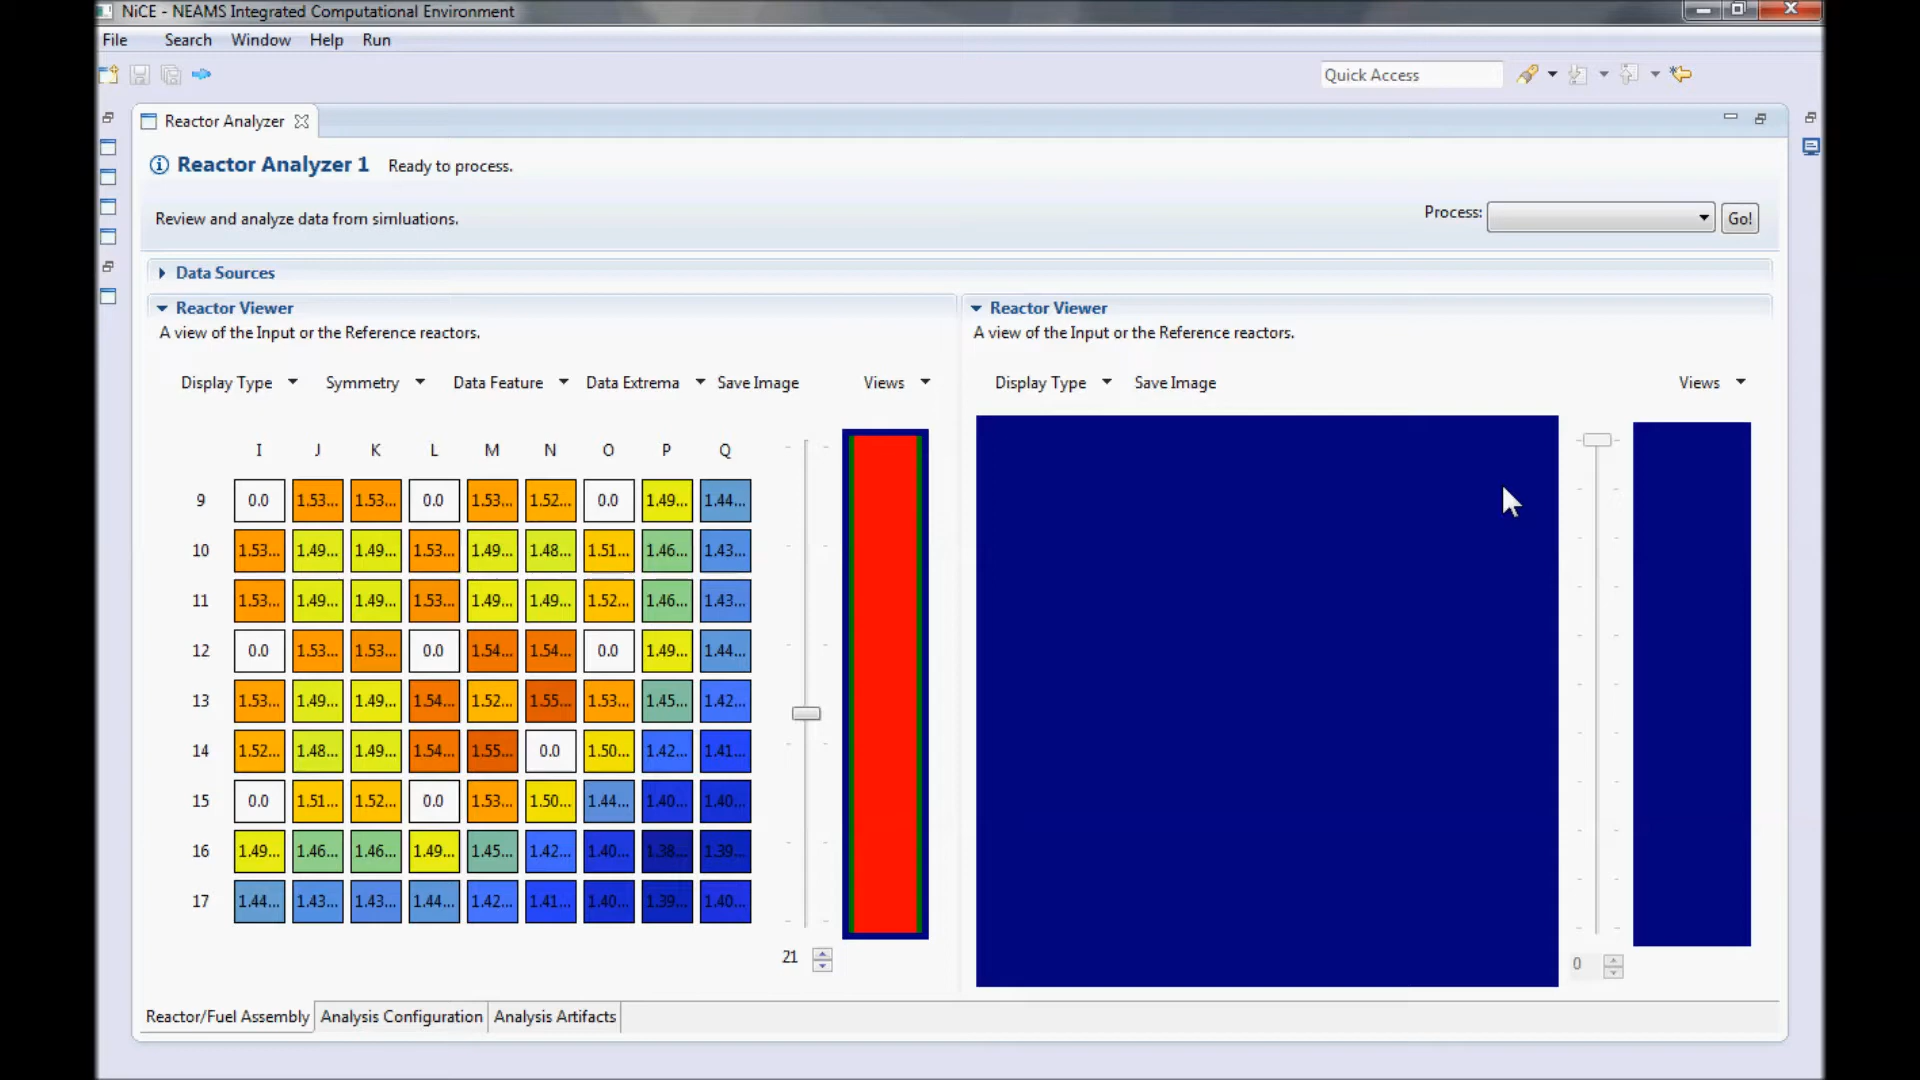 NiCE - NEAMS Integrated Computational Environment
File Search Window Help Run
Quick Access
Reactor Analyzer
Reactor Analyzer 1 Ready to process.
Review and analyze data from simluations.
Process: Go!
Data Sources
Reactor Viewer
A view of the Input or the Reference reactors.
Display Type Symmetry Data Feature Data Extrema Save Image Views
I J K L M N O P Q
9 0.0 1.53... 1.53... 0.0 1.53... 1.52... 0.0 1.49... 1.44...
10 1.53... 1.49... 1.49... 1.53... 1.49... 1.48... 1.51... 1.46... 1.43...
11 1.53... 1.49... 1.49... 1.53... 1.49... 1.49... 1.52... 1.46... 1.43...
12 0.0 1.53... 1.53... 0.0 1.54... 1.54... 0.0 1.49... 1.44...
13 1.53... 1.49... 1.49... 1.54... 1.52... 1.55... 1.53... 1.45... 1.42...
14 1.52... 1.48... 1.49... 1.54... 1.55... 0.0 1.50... 1.42... 1.41...
15 0.0 1.51... 1.52... 0.0 1.53... 1.50... 1.44... 1.40... 1.40...
16 1.49... 1.46... 1.46... 1.49... 1.45... 1.42... 1.40... 1.38... 1.39...
17 1.44... 1.43... 1.43... 1.44... 1.42... 1.41... 1.40... 1.39... 1.40...
21
Reactor Viewer
A view of the Input or the Reference reactors.
Display Type Save Image Views
0
Reactor/Fuel Assembly Analysis Configuration Analysis Artifacts